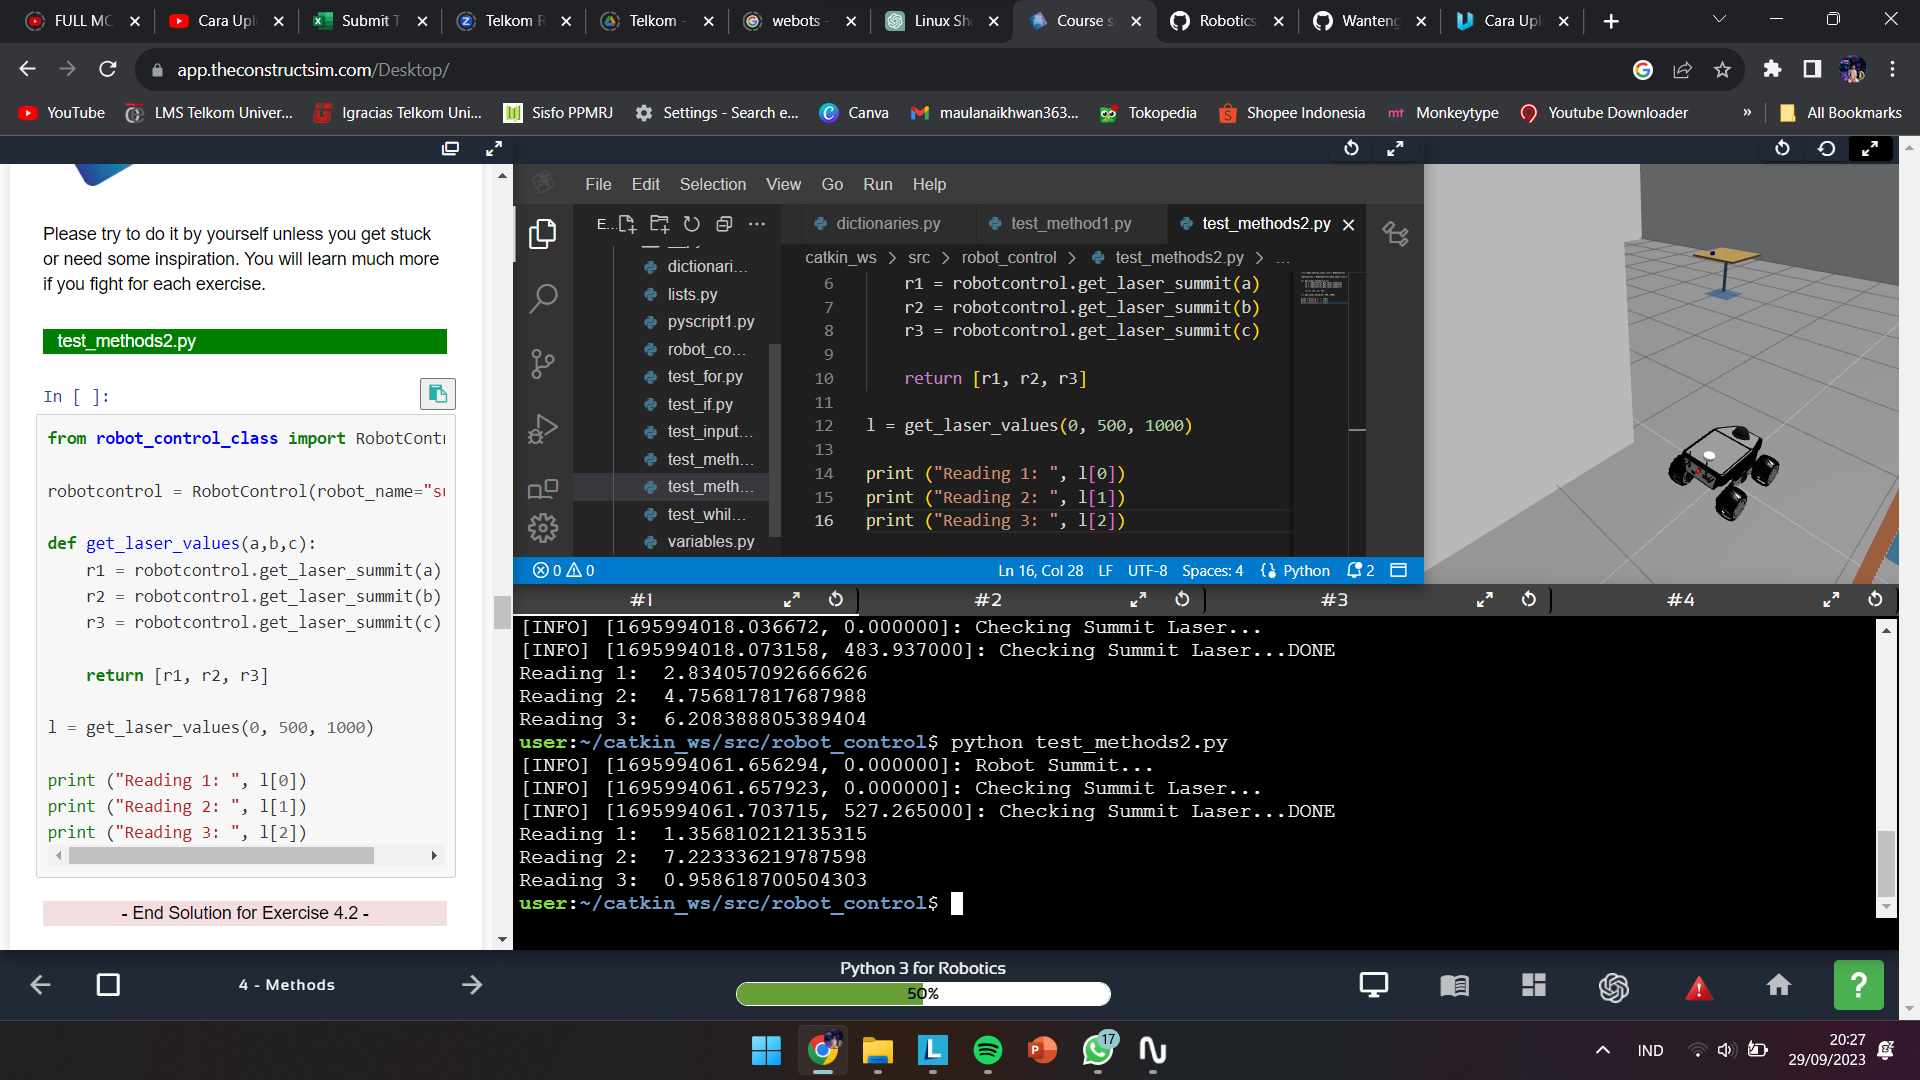 FULL MO
Cara Upl
Submit T
Telkom R
Telkom -
webots -
Linux She
Course s
Robotics
Wanteng
Cara Upl
app.theconstructsim.com/Desktop/
YouTube
LMS Telkom Univer...
Igracias Telkom Uni...
Sisfo PPMRJ
Settings - Search e...
Canva
maulanaikhwan363...
Tokopedia
Shopee Indonesia
mt Monkeytype
Youtube Downloader
»
All Bookmarks
Please try to do it by yourself unless you get stuck
or need some inspiration. You will learn much more
if you fight for each exercise.
test_methods2.py
In [ ]:
from robot_control_class import RobotContr
robotcontrol = RobotControl(robot_name="su
def get_laser_values(a,b,c):
r1 = robotcontrol.get_laser_summit(a)
r2 = robotcontrol.get_laser_summit(b)
r3 = robotcontrol.get_laser_summit(c)
return [r1, r2, r3]
l = get_laser_values(0, 500, 1000)
print ("Reading 1: ", l[0])
print ("Reading 2: ", l[1])
print ("Reading 3: ", l[2])
- End Solution for Exercise 4.2 -
File Edit Selection View Go Run Help
E...
dictionari...
lists.py
pyscript1.py
robot_co...
test_for.py
test_if.py
test_input...
test_meth...
test_meth...
test_whil...
variables.py
dictionaries.py
test_method1.py
test_methods2.py
catkin_ws > src > robot_control > test_methods2.py > ...
6 r1 = robotcontrol.get_laser_summit(a)
7 r2 = robotcontrol.get_laser_summit(b)
8 r3 = robotcontrol.get_laser_summit(c)
9
10 return [r1, r2, r3]
11
12 l = get_laser_values(0, 500, 1000)
13
14 print ("Reading 1: ", l[0])
15 print ("Reading 2: ", l[1])
16 print ("Reading 3: ", l[2])
0 0
Ln 16, Col 28 LF UTF-8 Spaces: 4 Python 2
#1 #2 #3 #4
[INFO] [1695994018.036672, 0.000000]: Checking Summit Laser...
[INFO] [1695994018.073158, 483.937000]: Checking Summit Laser...DONE
Reading 1:  2.834057092666626
Reading 2:  4.756817817687988
Reading 3:  6.208388805389404
user:~/catkin_ws/src/robot_control$ python test_methods2.py
[INFO] [1695994061.656294, 0.000000]: Robot Summit...
[INFO] [1695994061.657923, 0.000000]: Checking Summit Laser...
[INFO] [1695994061.703715, 527.265000]: Checking Summit Laser...DONE
Reading 1:  1.356810212135315
Reading 2:  7.223336219787598
Reading 3:  0.958618700504303
user:~/catkin_ws/src/robot_control$
4 - Methods
Python 3 for Robotics
50%
?
17
IND
20:27
29/09/2023